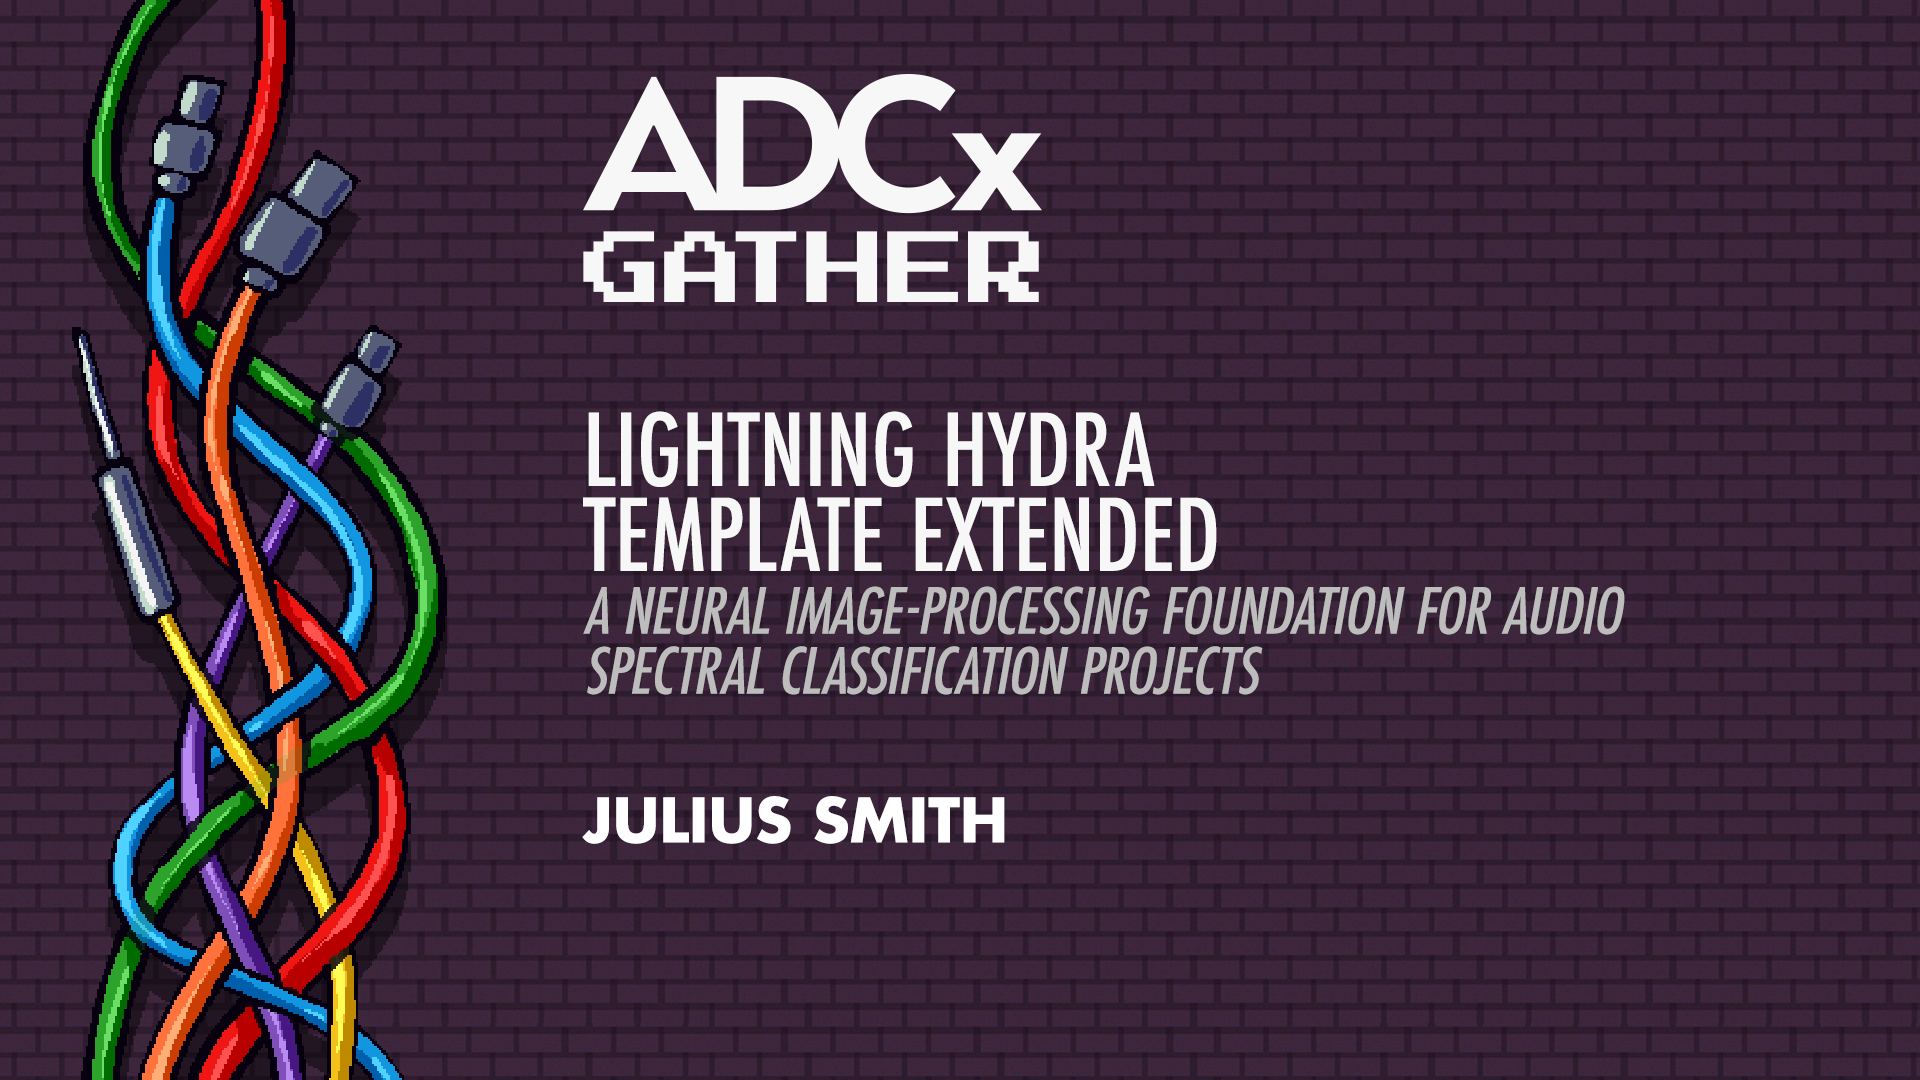 ADCx
GATHER
LIGHTNING HYDRA
TEMPLATE EXTENDED
A NEURAL IMAGE-PROCESSING FOUNDATION FOR AUDIO
SPECTRAL CLASSIFICATION PROJECTS
JULIUS SMITH